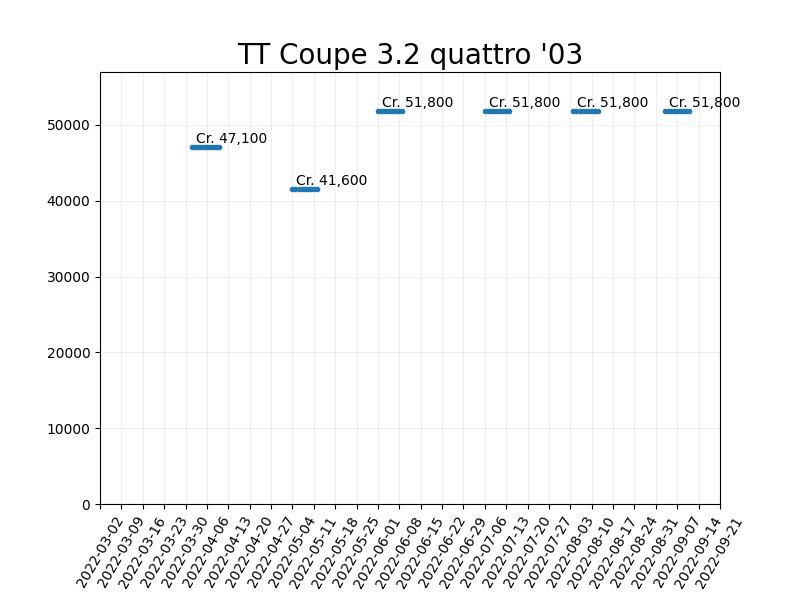 TT Coupe 3.2 quattro '03
Cr. 51,800 Cr. 51,800 Cr. 51,800 Cr. 51,800
50000
Cr. 47,100
Cr. 41,600
40000
30000
20000
10000
0
2022-03-02 2022-03-09 2022-03-16 2022-03-23 2022-03-30 2022-04-06 2022-04-13 2022-04-20 2022-04-27 2022-05-04 2022-05-11 2022-05-18 2022-05-25 2022-06-01 2022-06-08 2022-06-15 2022-06-22 2022-06-29 2022-07-06 2022-07-13 2022-07-20 2022-07-27 2022-08-03 2022-08-10 2022-08-17 2022-08-24 2022-08-31 2022-09-07 2022-09-14 2022-09-21